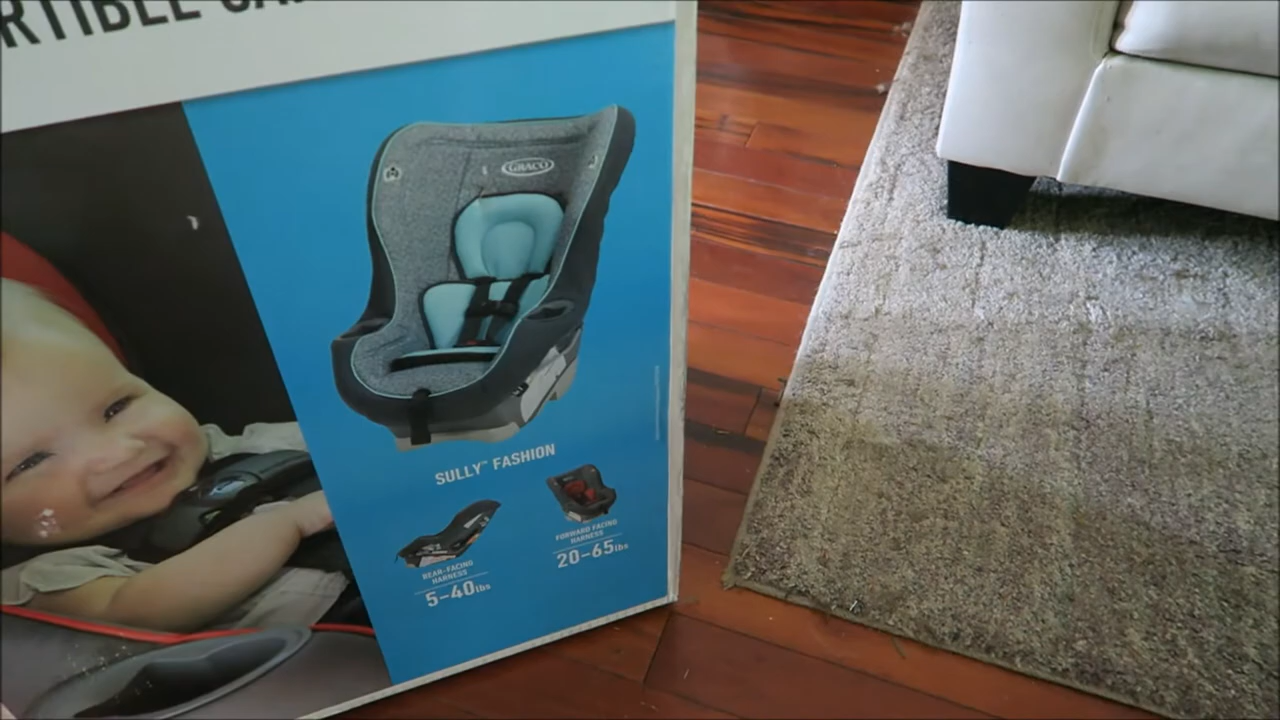 RTIBLE CA
GRACO
SULLY™ FASHION
REAR-FACING
HARNESS
5-40lbs
FORWARD FACING
HARNESS
20-65lbs